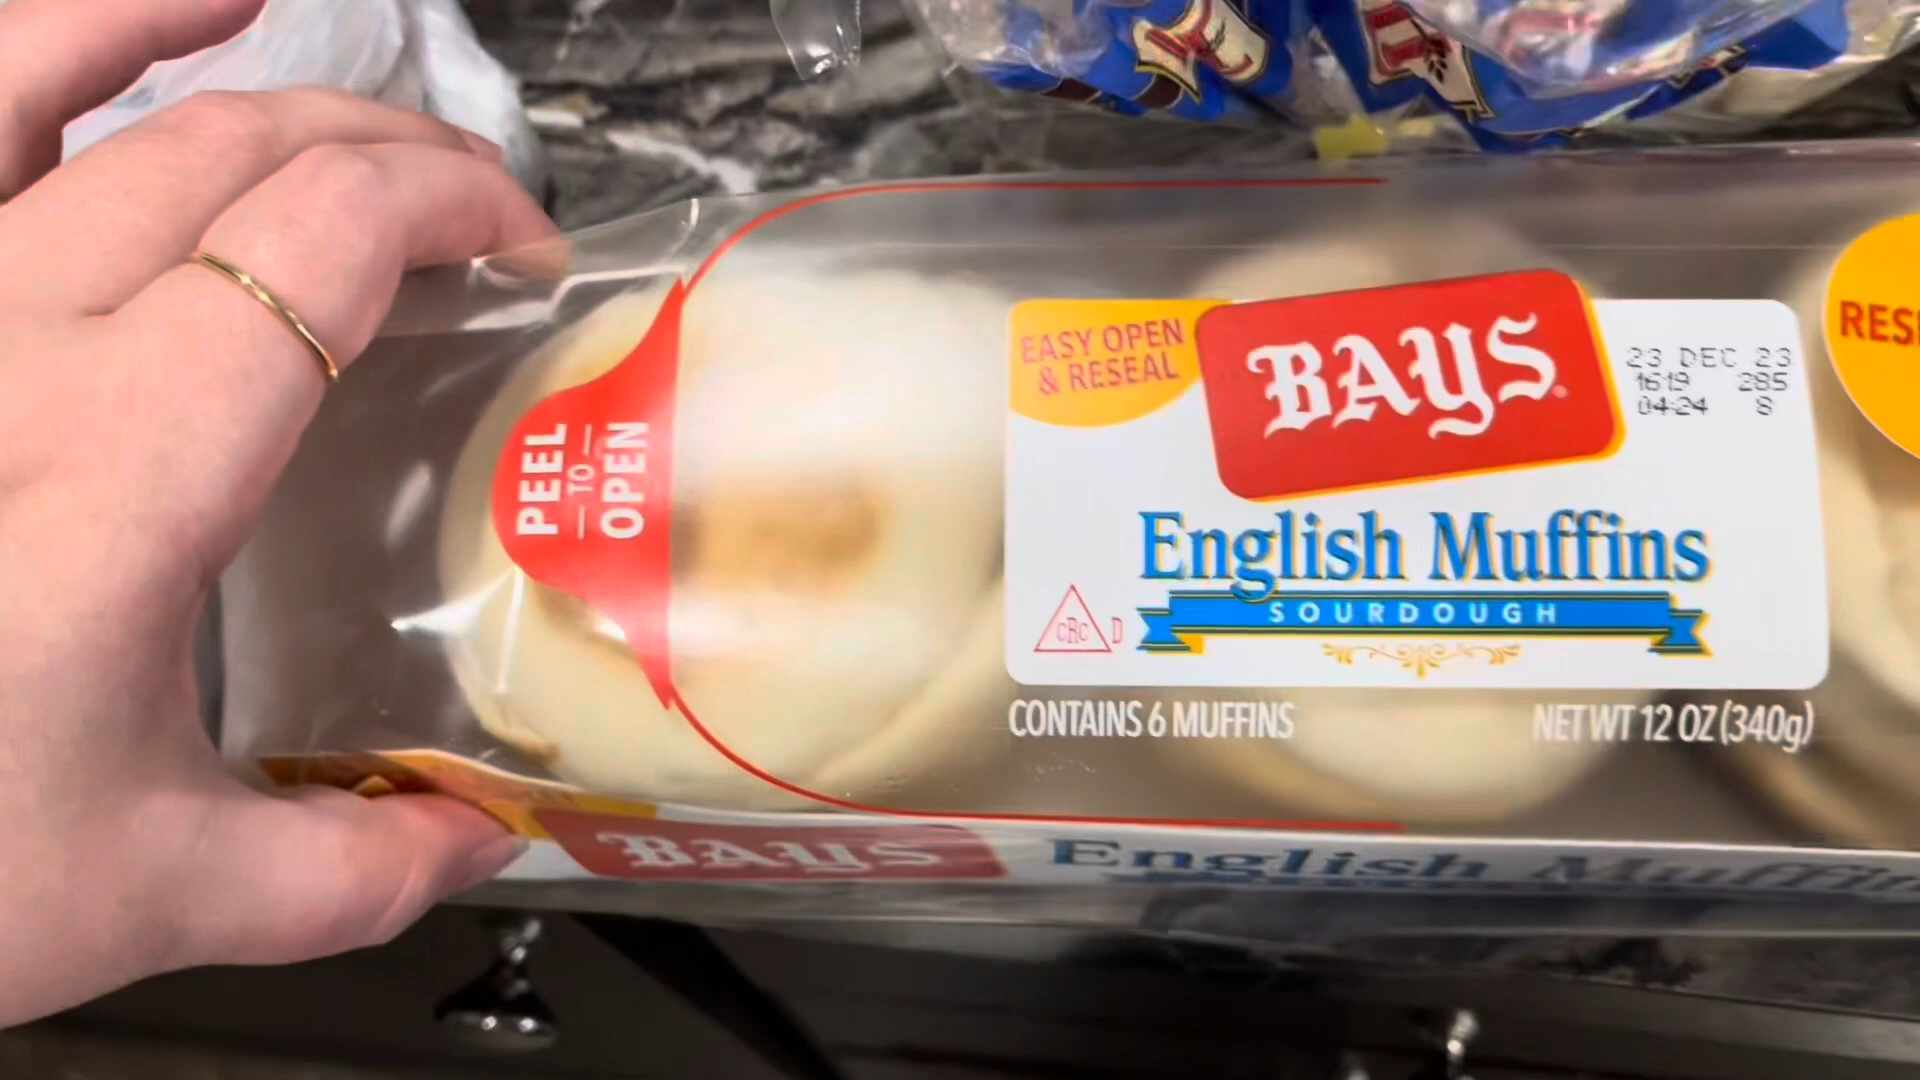 EASY OPEN
& RESEAL
BAYS
23 DEC 23
1619 285
04:24 8
PEEL
TO
OPEN
English Muffins
SOURDOUGH
cRc D
CONTAINS 6 MUFFINS
NET WT 12 OZ (340g)
RES
BAYS
English Muffin